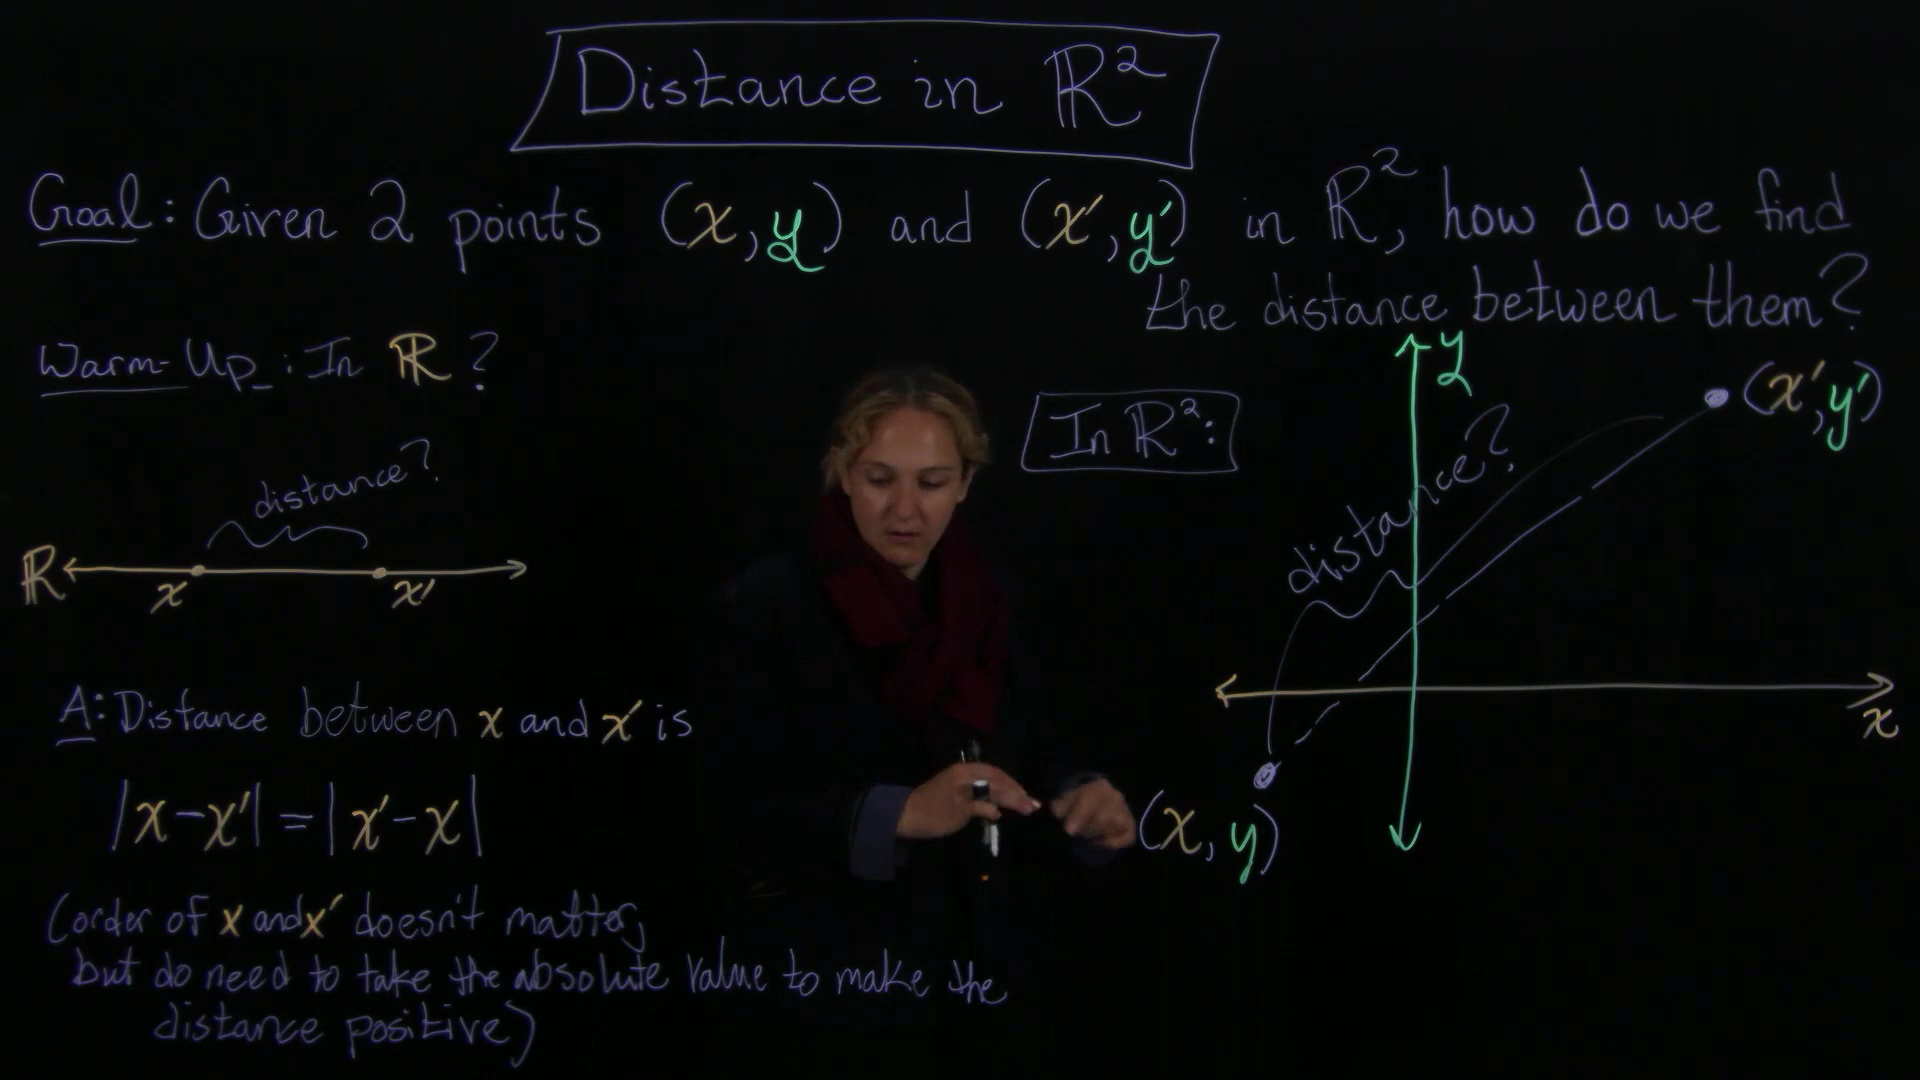 Distance in ℝ²
Goal: Given 2 points (x, y) and (x', y') in ℝ², how do we find
the distance between them?
Warm-Up: In ℝ?
distance?
ℝ
x
x'
A: Distance between x and x' is
|x-x'| = |x'-x|
(order of x and x' doesn't matter,
but do need to take the absolute value to make the
distance positive)
In ℝ²:
y
(x', y')
distance?
x
(x, y)